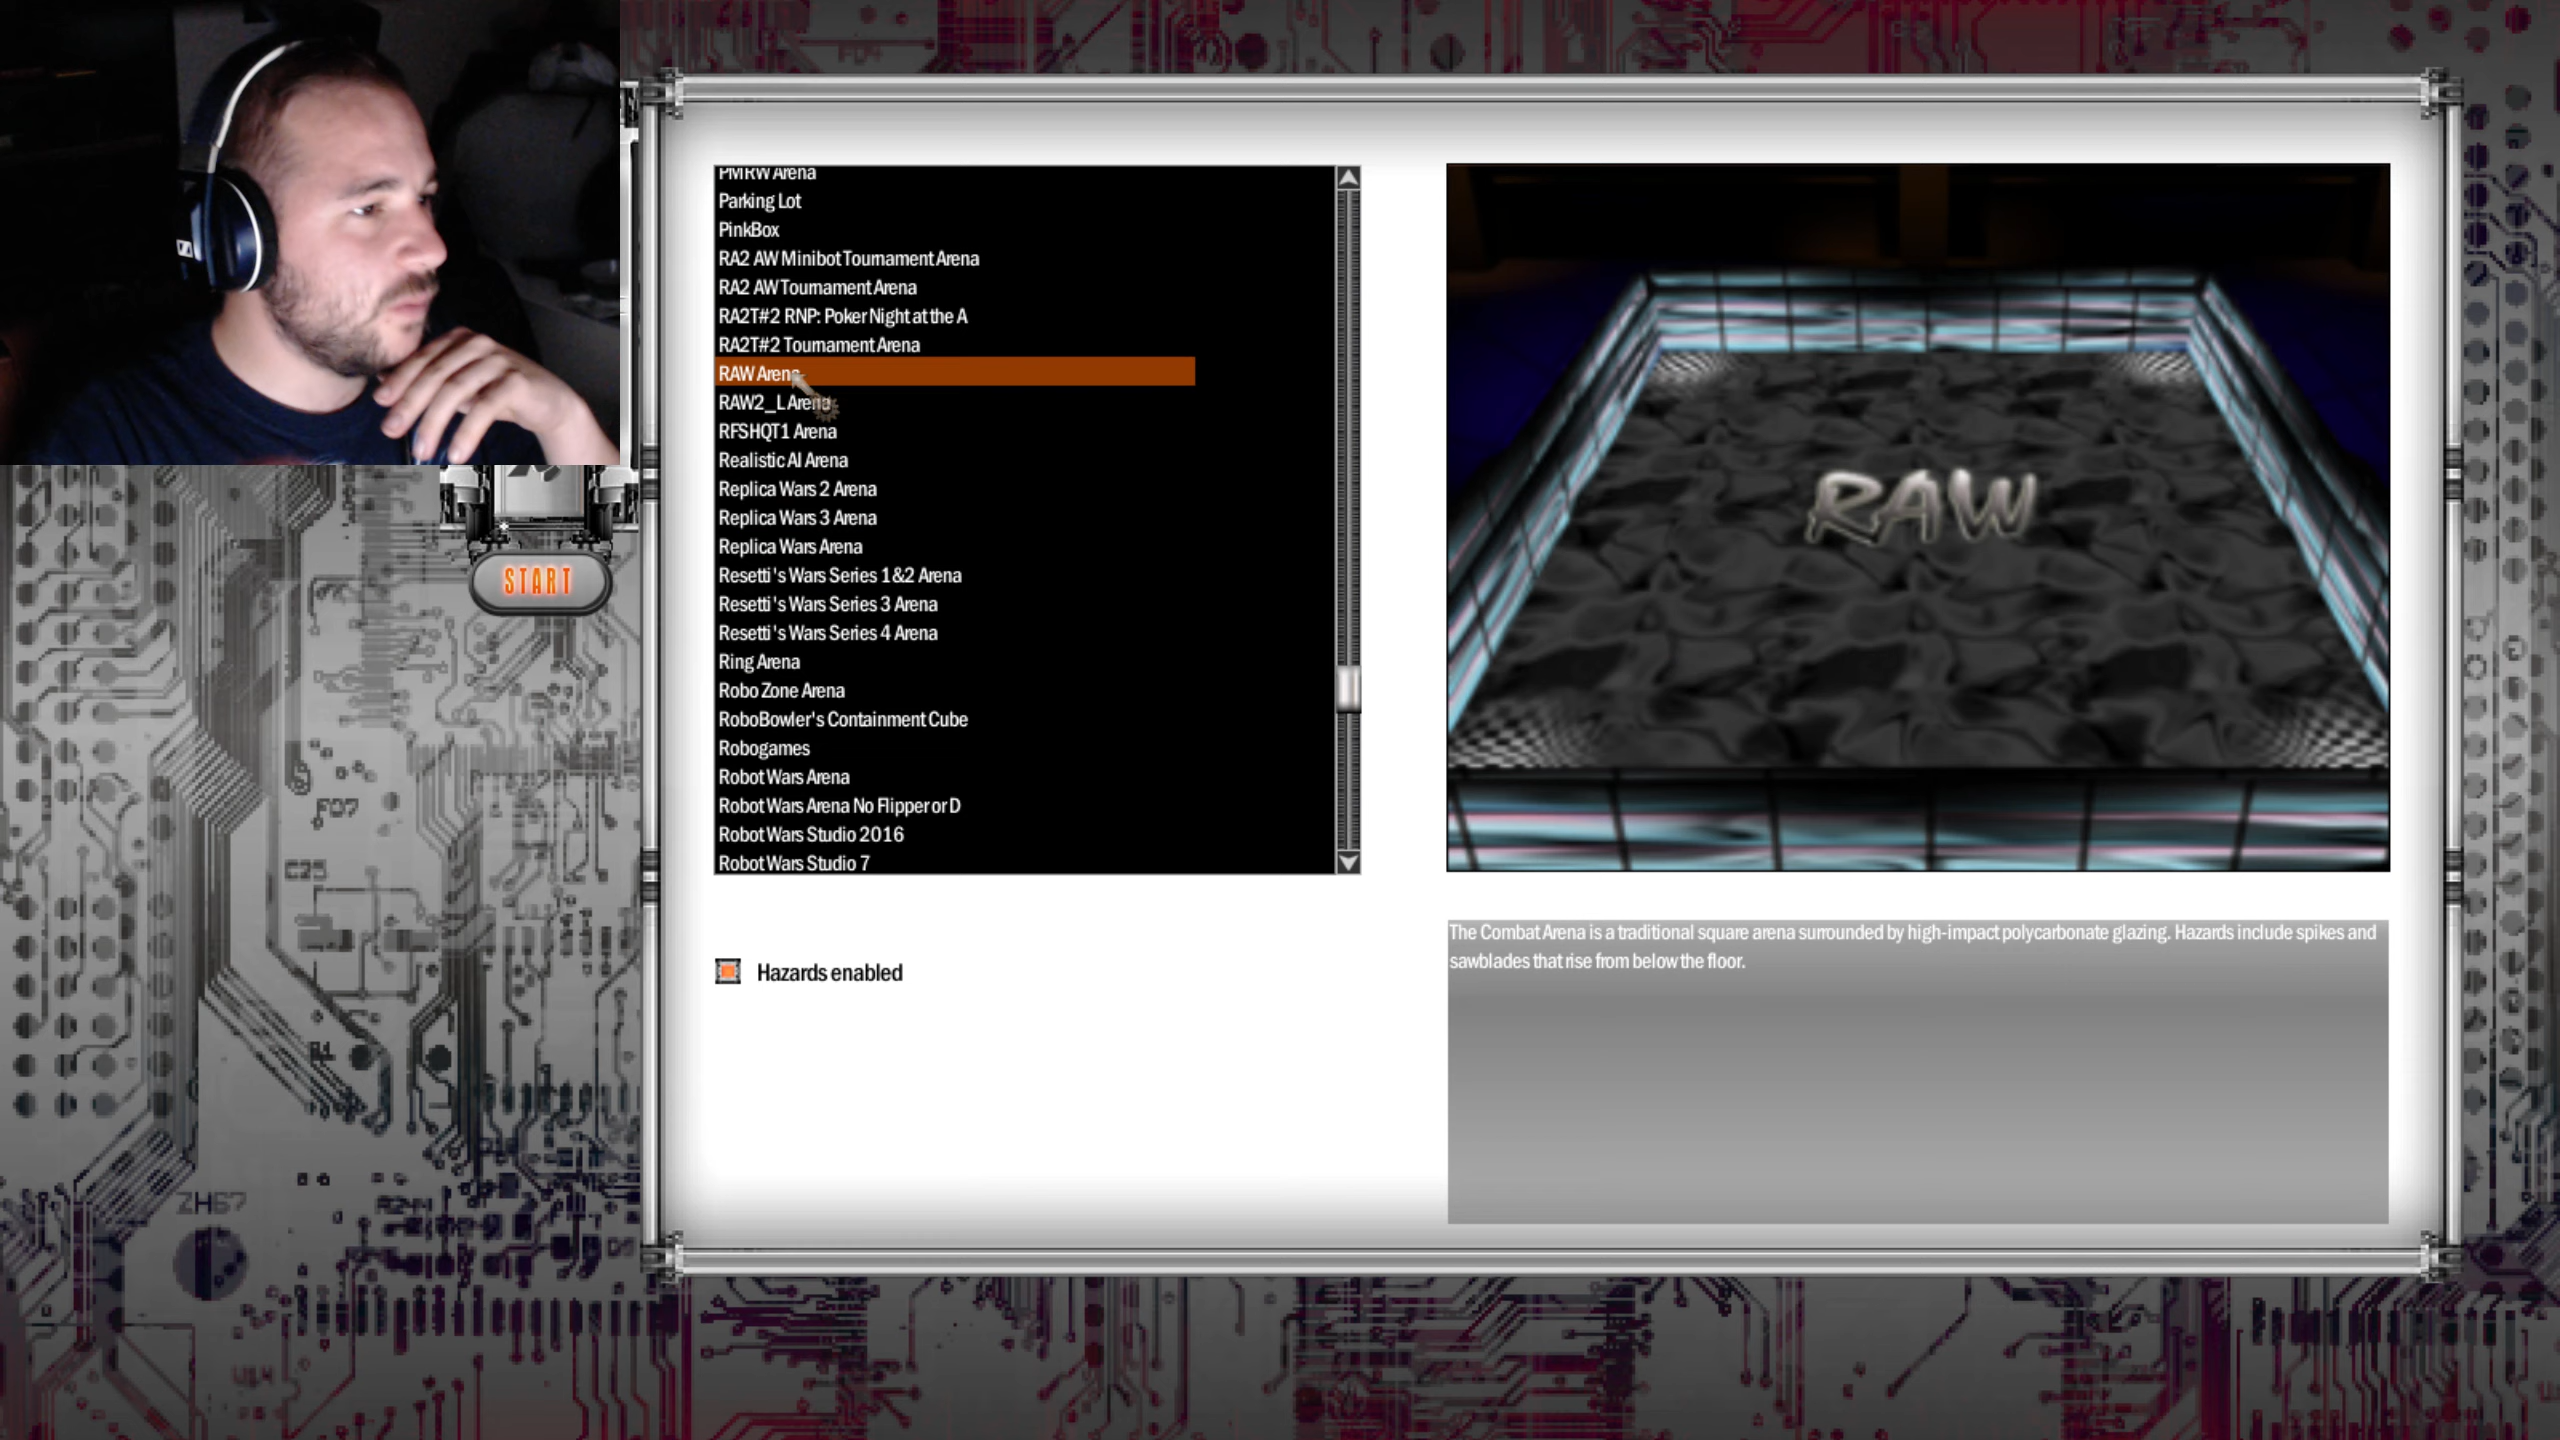 PMRW Arena
Parking Lot
PinkBox
RA2 AW Minibot Tournament Arena
RA2 AW Tournament Arena
RA2T#2 RNP: Poker Night at the A
RA2T#2 Tournament Arena
RAW Arena
RAW2_L Arena
RFSHQT1 Arena
Realistic AI Arena
Replica Wars 2 Arena
Replica Wars 3 Arena
Replica Wars Arena
Resetti's Wars Series 1&2 Arena
Resetti's Wars Series 3 Arena
Resetti's Wars Series 4 Arena
Ring Arena
Robo Zone Arena
RoboBowler's Containment Cube
Robogames
Robot Wars Arena
Robot Wars Arena No Flipper or D
Robot Wars Studio 2016
Robot Wars Studio 7
START
Hazards enabled
RAW
The Combat Arena is a traditional square arena surrounded by high-impact polycarbonate glazing. Hazards include spikes and
sawblades that rise from below the floor.
F07
C25
ZH67